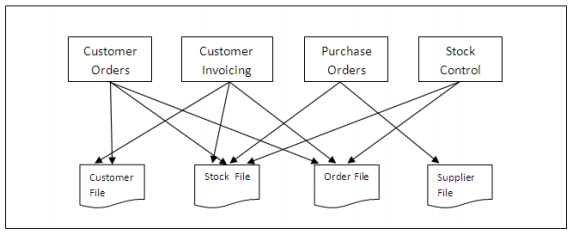 Customer
Orders
Customer
Invoicing
Purchase
Orders
Stock
Control
Customer
File
Stock File
Order File
Supplier
File